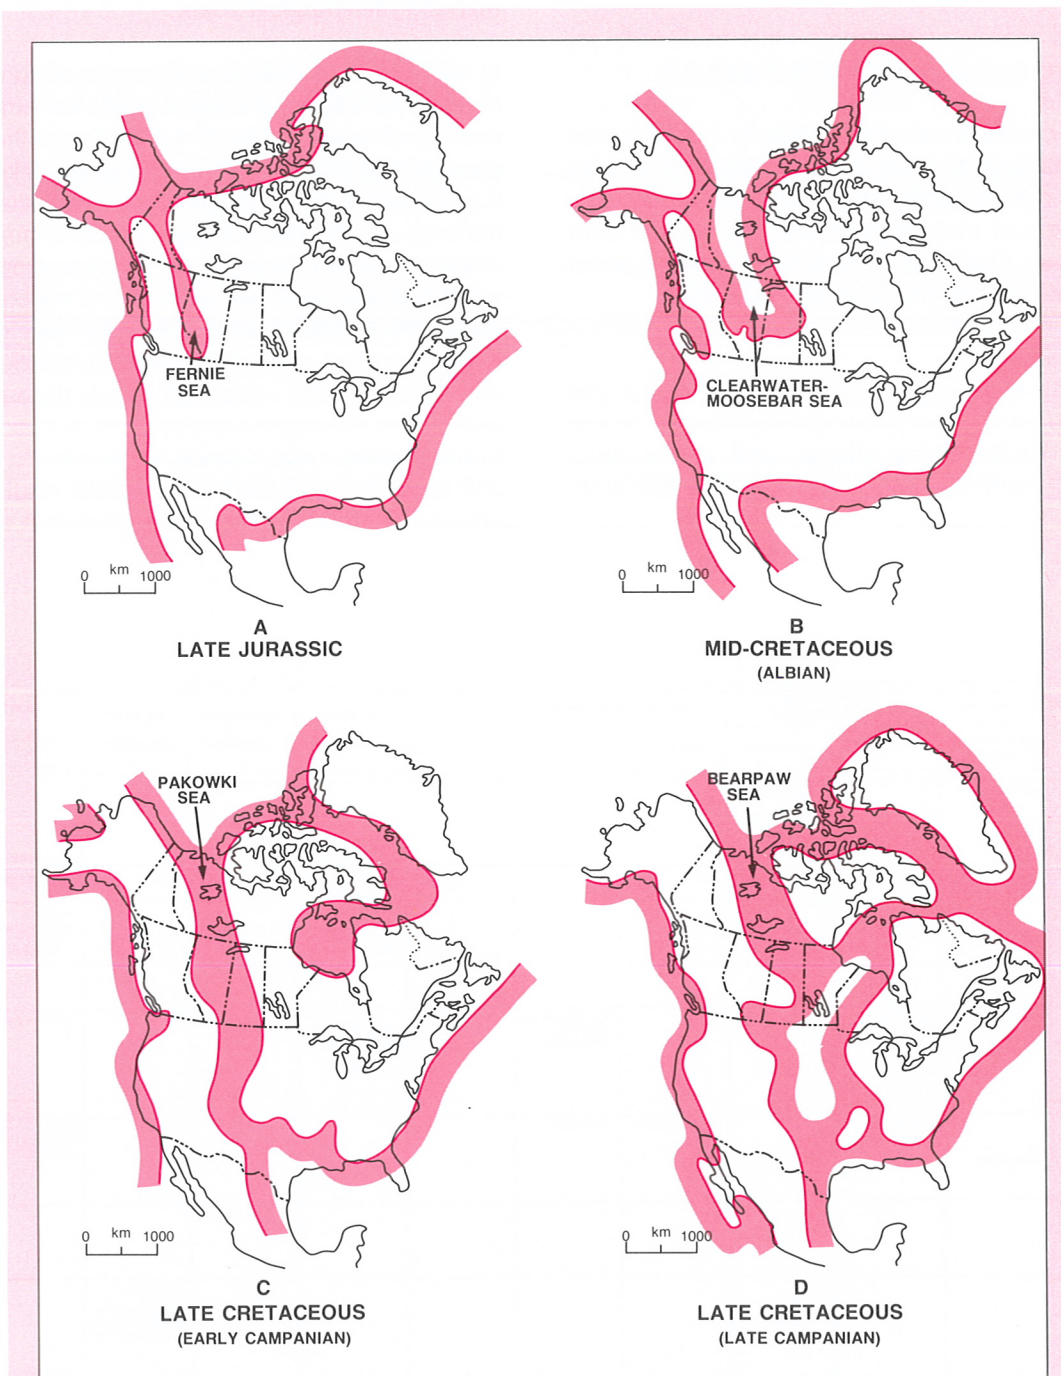 FERNIE
SEA
0 km 1000
A
LATE JURASSIC
CLEARWATER-
MOOSEBAR SEA
0 km 1000
B
MID-CRETACEOUS
(ALBIAN)
PAKOWKI
SEA
0 km 1000
C
LATE CRETACEOUS
(EARLY CAMPANIAN)
BEARPAW
SEA
0 km 1000
D
LATE CRETACEOUS
(LATE CAMPANIAN)